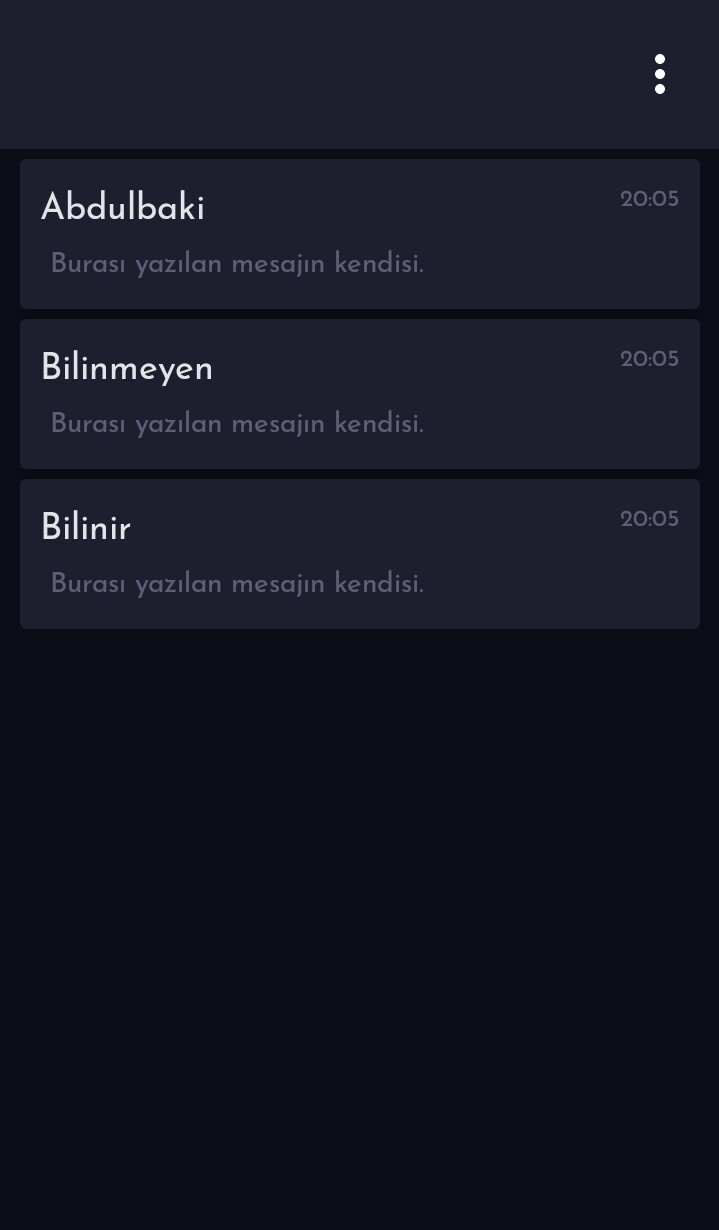 Abdulbaki
20:05
Burası yazılan mesajın kendisi.
Bilinmeyen
20:05
Burası yazılan mesajın kendisi.
Bilinir
20:05
Burası yazılan mesajın kendisi.